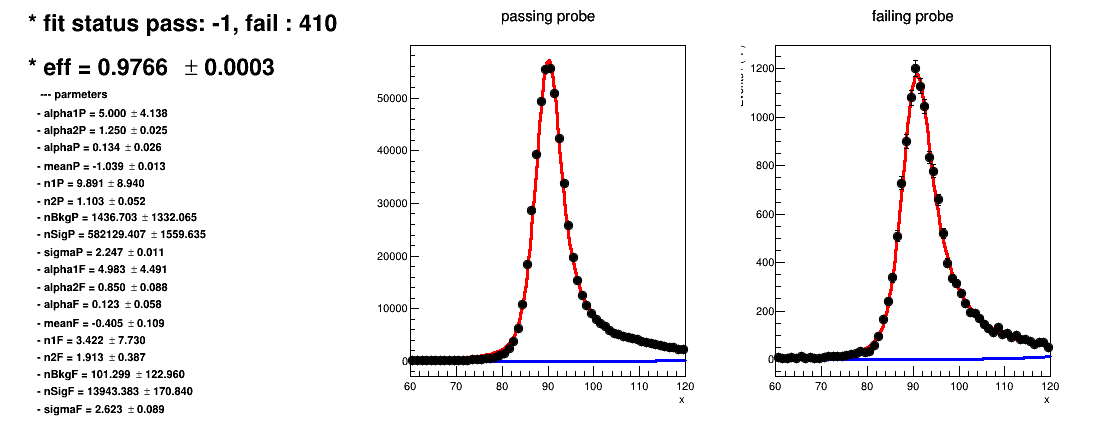 * fit status pass: -1, fail : 410
* eff = 0.9766 ± 0.0003
--- parmeters
- alpha1P = 5.000 ± 4.138
- alpha2P = 1.250 ± 0.025
- alphaP = 0.134 ± 0.026
- meanP = -1.039 ± 0.013
- n1P = 9.891 ± 8.940
- n2P = 1.103 ± 0.052
- nBkgP = 1436.703 ± 1332.065
- nSigP = 582129.407 ± 1559.635
- sigmaP = 2.247 ± 0.011
- alpha1F = 4.983 ± 4.491
- alpha2F = 0.850 ± 0.088
- alphaF = 0.123 ± 0.058
- meanF = -0.405 ± 0.109
- n1F = 3.422 ± 7.730
- n2F = 1.913 ± 0.387
- nBkgF = 101.299 ± 122.960
- nSigF = 13943.383 ± 170.840
- sigmaF = 2.623 ± 0.089
passing probe
50000
40000
30000
20000
10000
0
60 70 80 90 100 110 120
x
failing probe
1200
1000
800
600
400
200
0
60 70 80 90 100 110 120
x